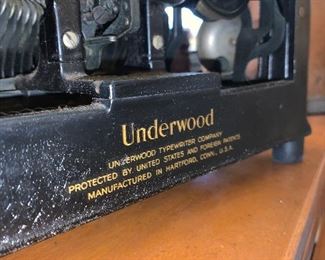 Underwood
UNDERWOOD TYPEWRITER COMPANY
PROTECTED BY UNITED STATES AND FOREIGN PATENTS
MANUFACTURED IN HARTFORD, CONN., U.S.A.